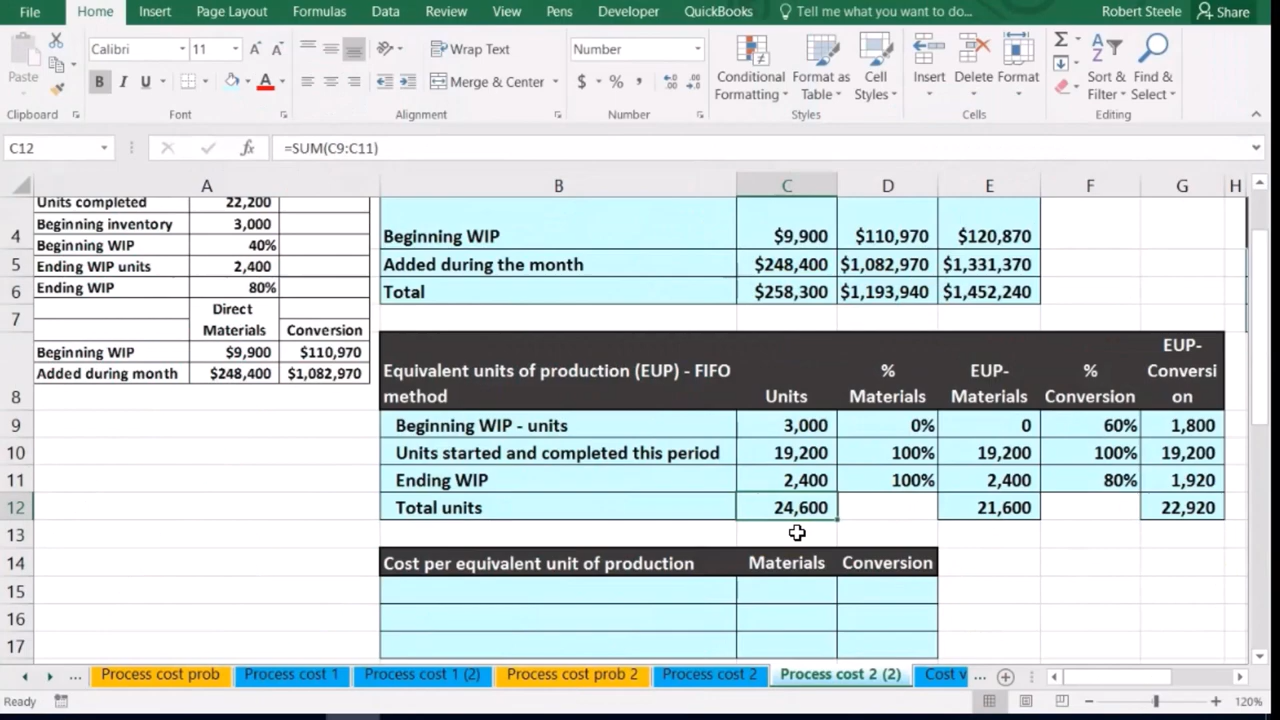 File Home Insert Page Layout Formulas Data Review View Pens Developer QuickBooks Tell me what you want to do... Robert Steele Share
Paste Calibri 11 A A Wrap Text Number Conditional Formatting Format as Table Cell Styles Insert Delete Format Sort & Filter Find & Select
B I U A Merge & Center $ % ,
Clipboard Font Alignment Number Styles Cells Editing
C12 fx =SUM(C9:C11)
A B C D E F G H
Units completed 22,200
Beginning inventory 3,000
4 Beginning WIP $9,900 $110,970 $120,870
Beginning WIP 40%
5 Added during the month $248,400 $1,082,970 $1,331,370
Ending WIP units 2,400
6 Total $258,300 $1,193,940 $1,452,240
Ending WIP 80%
7
Direct Materials Conversion
Beginning WIP $9,900 $110,970
Added during month $248,400 $1,082,970
8 Equivalent units of production (EUP) - FIFO method Units % Materials EUP- Materials % Conversion EUP- Conversi on
9 Beginning WIP - units 3,000 0% 0 60% 1,800
10 Units started and completed this period 19,200 100% 19,200 100% 19,200
11 Ending WIP 2,400 100% 2,400 80% 1,920
12 Total units 24,600 21,600 22,920
13
14 Cost per equivalent unit of production Materials Conversion
15
16
17
... Process cost prob Process cost 1 Process cost 1 (2) Process cost prob 2 Process cost 2 Process cost 2 (2) Cost v ...
Ready 120%